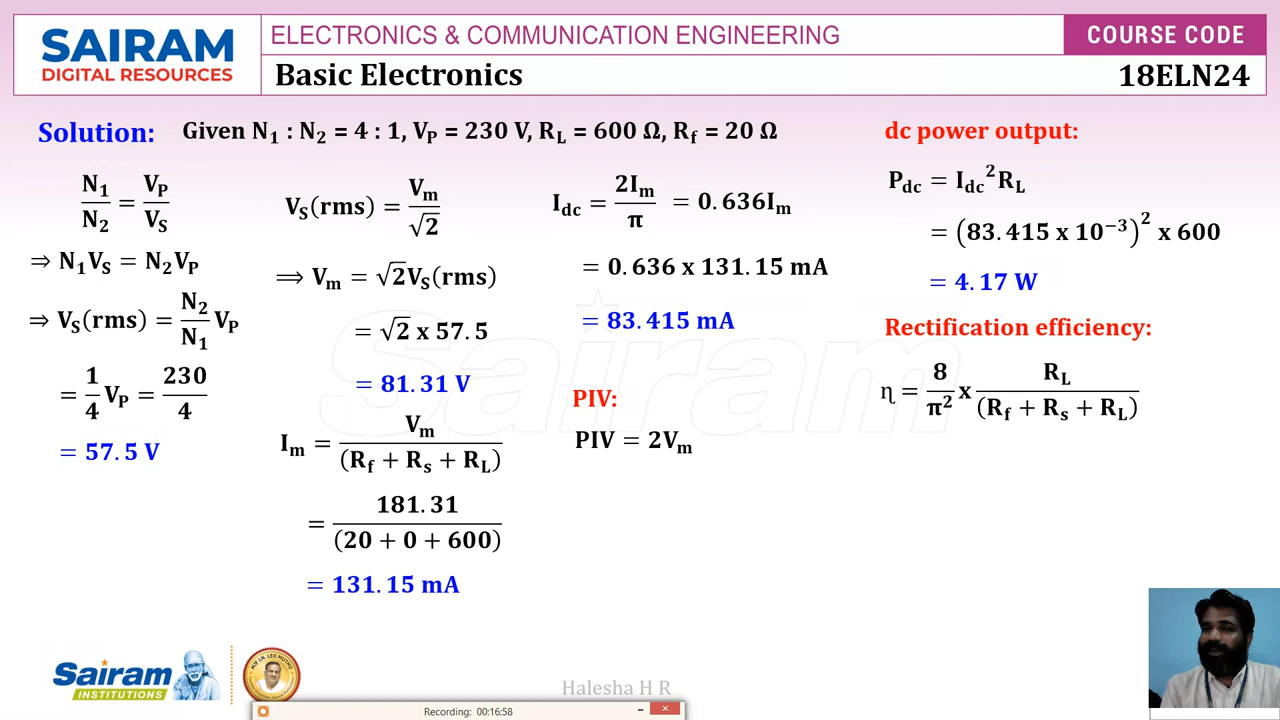 SAIRAM
DIGITAL RESOURCES
ELECTRONICS & COMMUNICATION ENGINEERING
COURSE CODE
Basic Electronics
18ELN24
Solution: Given N₁ : N₂ = 4 : 1, V_P = 230 V, R_L = 600 Ω, R_f = 20 Ω
N₁/N₂ = V_P/V_S
⇒ N₁V_S = N₂V_P
⇒ V_S(rms) = N₂/N₁ V_P
= 1/4 V_P = 230/4
= 57.5 V
V_S(rms) = V_m/√2
⟹ V_m = √2V_S(rms)
= √2 x 57.5
= 81.31 V
I_m = V_m/(R_f + R_s + R_L)
= 181.31/(20 + 0 + 600)
= 131.15 mA
I_dc = 2I_m/π = 0.636I_m
= 0.636 x 131.15 mA
= 83.415 mA
PIV:
PIV = 2V_m
dc power output:
P_dc = I_dc²R_L
= (83.415 x 10⁻³)² x 600
= 4.17 W
Rectification efficiency:
η = 8/π² x R_L/(R_f + R_s + R_L)
Sairam
Sairam
INSTITUTIONS
Halesha H R
Recording: 00:16:58